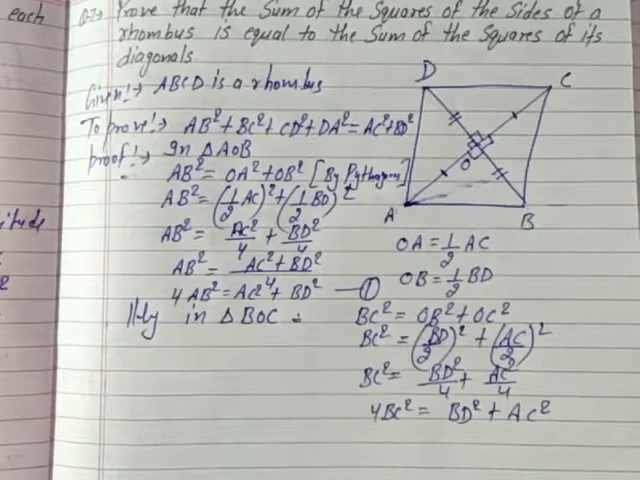 each
Q.7→ Prove that the Sum of the Squares of the Sides of a
rhombus is equal to the Sum of the Squares of its
diagonals.
Given:→ ABCD is a rhombus
To prove:→ AB² + BC² + CD² + DA² = AC² + BD²
proof:→ In ΔAOB
AB² = OA² + OB² [By Pythagoras]
AB² = (1/2 AC)² + (1/2 BD)²
AB² = AC²/4 + BD²/4
AB² = AC² + BD²/4
4AB² = AC² + BD² —①
D C
O
A B
OA = 1/2 AC
OB = 1/2 BD
||ly in ΔBOC :
BC² = OB² + OC²
BC² = (BD/2)² + (AC/2)²
BC² = BD²/4 + AC²/4
4BC² = BD² + AC²